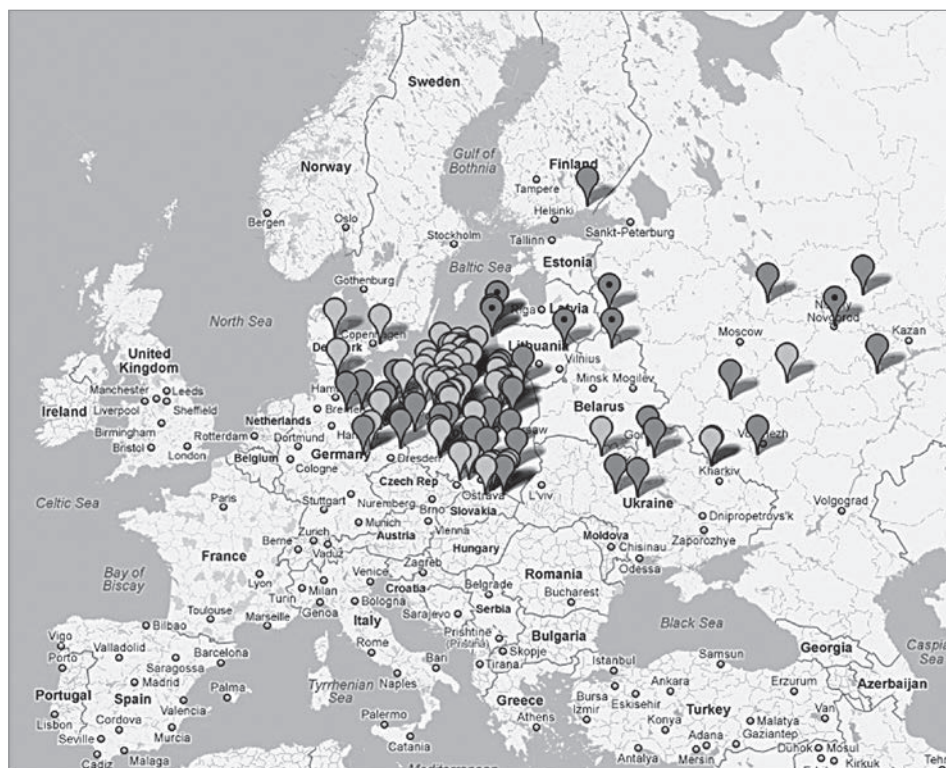 Sweden
Finland
Norway
Gulf of
Bothnia
Tampere
Helsinki
Bergen
Oslo
Sankt-Peterburg
Stockholm
Tallinn
Estonia
Baltic Sea
Gothenburg
Riga
Latvia
Novgorod
North Sea
Copenhagen
Moscow
Kazan
Lithuania
Vilnius
United
Kingdom
Manchester
Leeds
Liverpool
Sheffield
Minsk
Mogilev
Ireland
Birmingham
Netherlands
Belarus
Bristol
London
Rotterdam
Dortmund
Germany
Belgium
Cologne
Dresden
Kharkiv
Celtic Sea
Czech Rep
Ostrava
L'viv
Paris
Stuttgart
Nuremberg
Brno
Slovakia
Ukraine
Volgograd
Munich
Vienna
Dnipropetrovs'k
Austria
Zaporozhye
France
Berne
Zurich
Vaduz
Hungary
Moldova
Chisinau
Odessa
Bay of
Biscay
Lyon
Turin
Milan
Venice
Zagreb
Croatia
Belgrade
Romania
Genoa
Bologna
Serbia
Bucharest
Toulouse
Marseille
Italy
Sarajevo
Bilbao
Prishtine
(Priština)
Bulgaria
Black Sea
Vigo
Valladolid
Barcelona
Rome
Skopje
Georgia
Caspia
Sea
Porto
Saragossa
Bari
Tirana
Istanbul
Samsun
Madrid
Tyrrhenian
Sea
Naples
Ankara
Erzurum
Azerbaijan
Portugal
Spain
Palma
Greece
Bursa
Eskisehir
Valencia
Izmir
Turkey
Van
Lisbon
Cordova
Palermo
Athens
Konya
Malatya
Seville
Murcia
Catania
Adana
Gaziantep
Cadiz
Malaga
Antalya
Mersin
Duhok
Mosul
Kirkuk